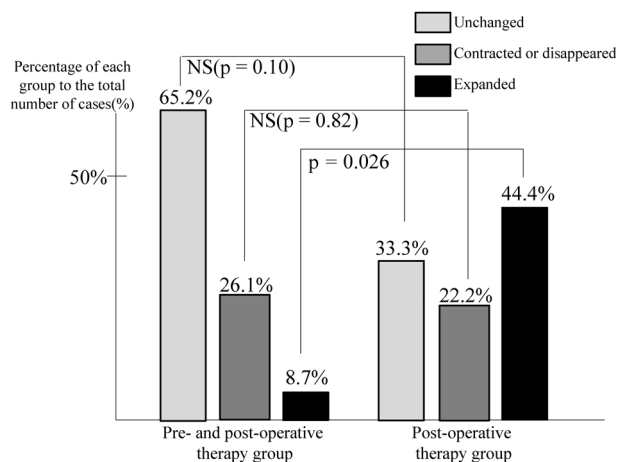 Unchanged
Contracted or disappeared
Expanded
Percentage of each
group to the total
number of cases(%)
NS(p = 0.10)
65.2%
NS(p = 0.82)
p = 0.026
50%
44.4%
33.3%
26.1%
22.2%
8.7%
Pre- and post-operative
therapy group
Post-operative
therapy group